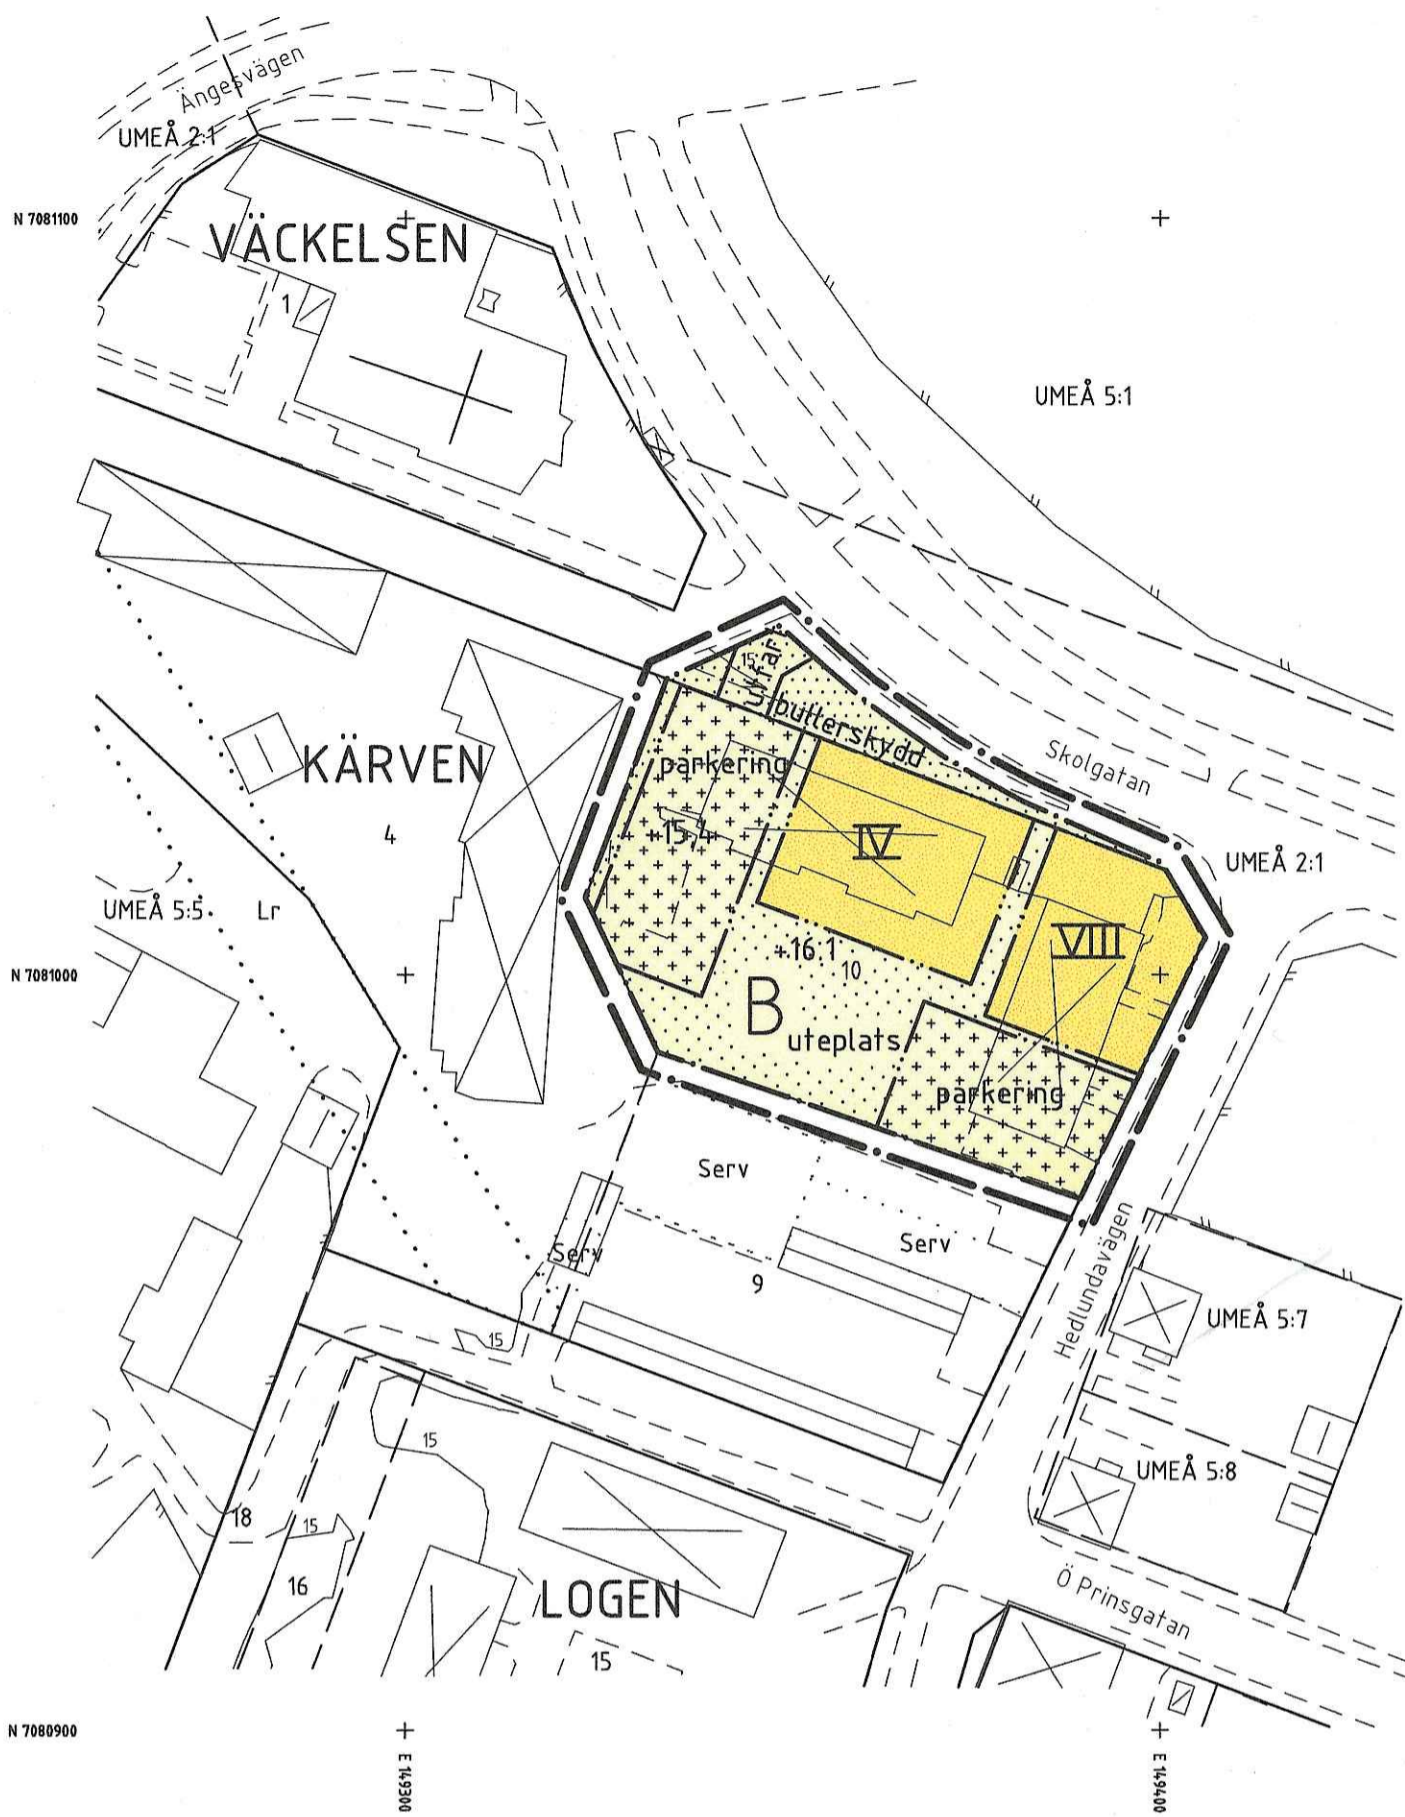 Ängesvägen
UMEÅ 2:1
N 7081100
VÄCKELSEN
1
UMEÅ 5:1
15
utfart
bullerskydd
Skolgatan
parkering
KÄRVEN
+15,4
IV
4
UMEÅ 2:1
UMEÅ 5:5
Lr
VIII
+16.1
10
N 7081000
B
uteplats
parkering
Serv
Serv
Serv
9
Hedlundavägen
UMEÅ 5:7
15
15
UMEÅ 5:8
18
15
16
LOGEN
Ö Prinsgatan
15
N 7080900
E 149300
E 149400